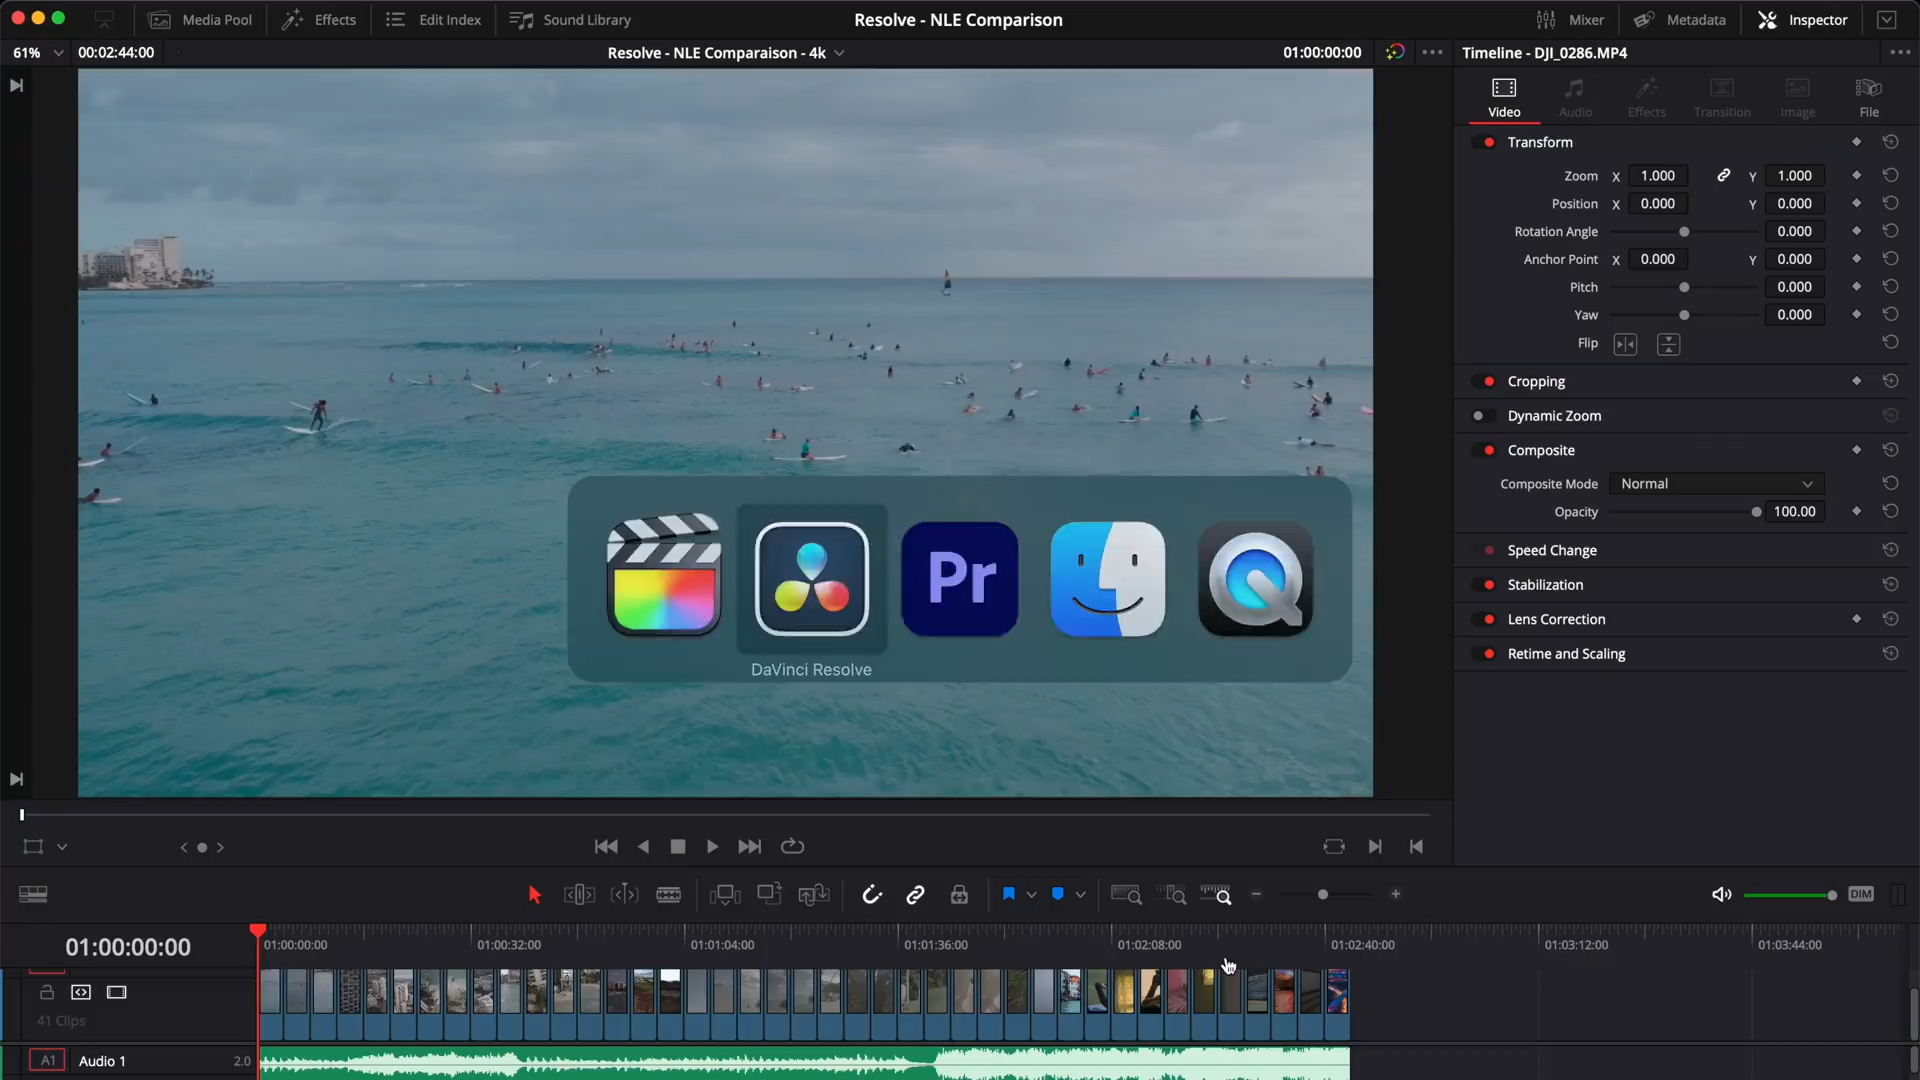 Media Pool
Effects
Edit Index
Sound Library
Resolve - NLE Comparison
Mixer
Metadata
Inspector
61%
00:02:44:00
Resolve - NLE Comparaison - 4k
01:00:00:00
Timeline - DJI_0286.MP4
Video
Audio
Effects
Transition
Image
File
Transform
Zoom X 1.000 Y 1.000
Position X 0.000 Y 0.000
Rotation Angle 0.000
Anchor Point X 0.000 Y 0.000
Pitch 0.000
Yaw 0.000
Flip
Cropping
Dynamic Zoom
Composite
Composite Mode Normal
Opacity 100.00
Speed Change
Stabilization
Lens Correction
Retime and Scaling
Pr
DaVinci Resolve
DIM
01:00:00:00
01:00:00:00
01:00:32:00
01:01:04:00
01:01:36:00
01:02:08:00
01:02:40:00
01:03:12:00
01:03:44:00
41 Clips
A1 Audio 1 2.0